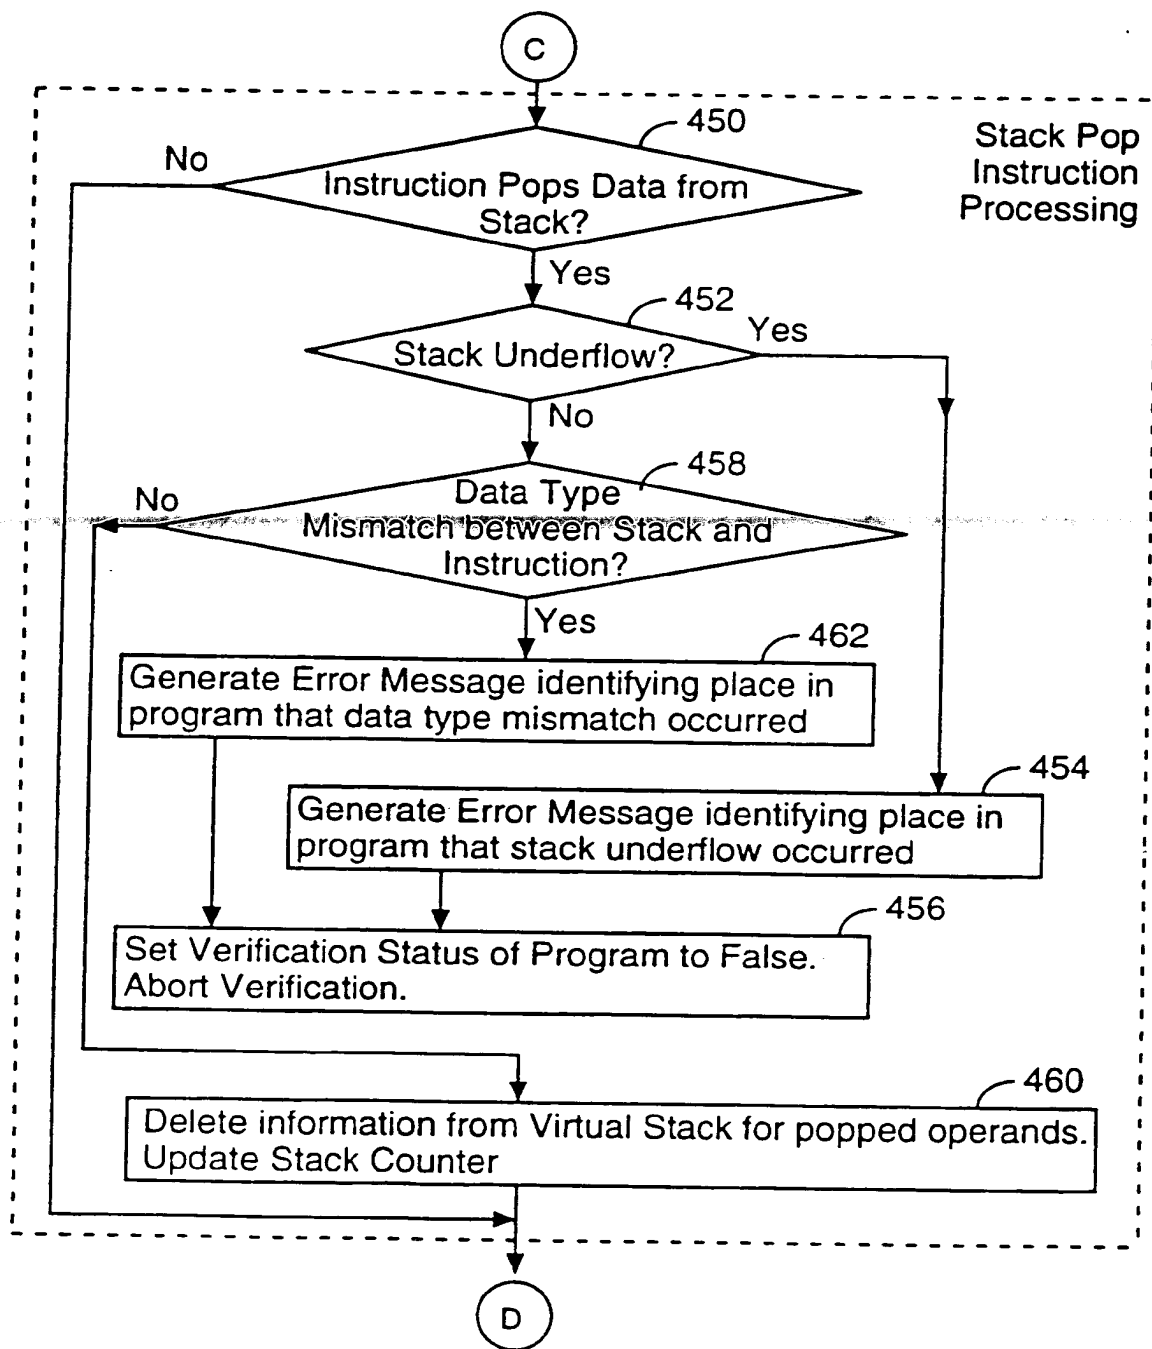 C
450
Stack Pop
Instruction
Processing
No
Instruction Pops Data from
Stack?
Yes
452
Yes
Stack Underflow?
No
458
No
Data Type
Mismatch between Stack and
Instruction?
Yes
462
Generate Error Message identifying place in
program that data type mismatch occurred
454
Generate Error Message identifying place in
program that stack underflow occurred
456
Set Verification Status of Program to False.
Abort Verification.
460
Delete information from Virtual Stack for popped operands.
Update Stack Counter
D